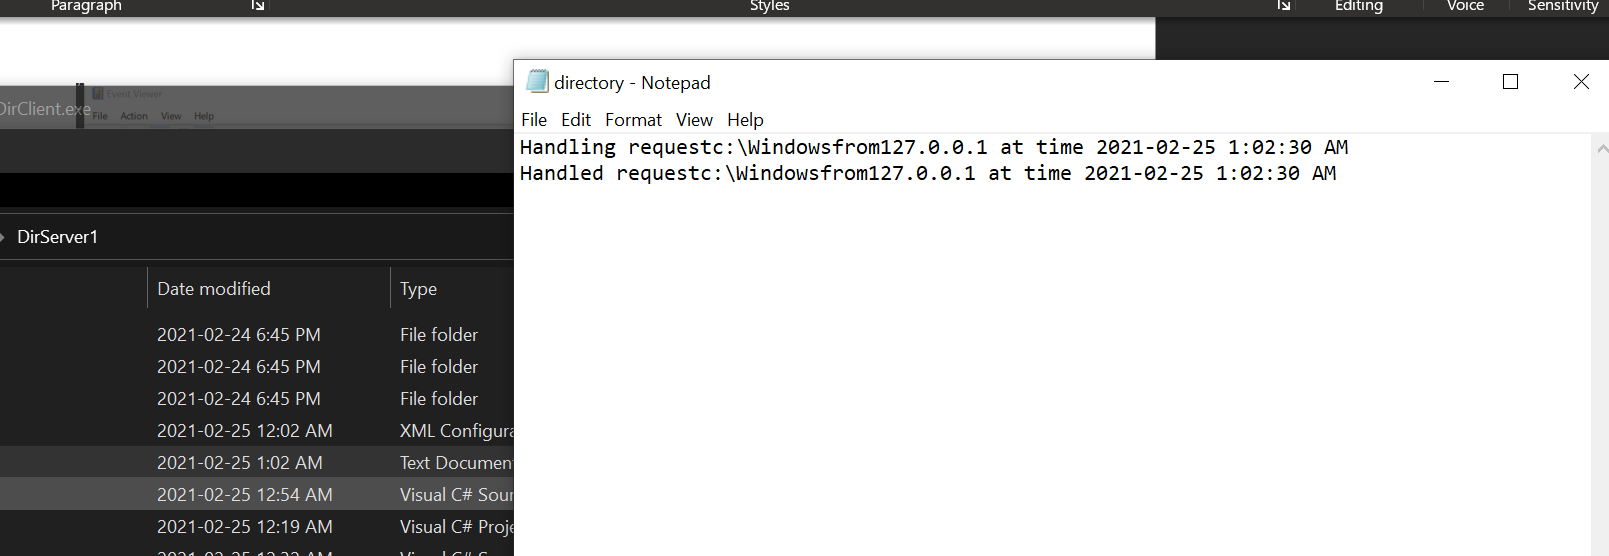 Paragraph Styles Editing Voice Sensitivity
directory - Notepad
DirClient.exe
Event Viewer
File Action View Help
File Edit Format View Help
Handling requestc:\Windowsfrom127.0.0.1 at time 2021-02-25 1:02:30 AM
Handled requestc:\Windowsfrom127.0.0.1 at time 2021-02-25 1:02:30 AM
DirServer1
Date modified Type
2021-02-24 6:45 PM File folder
2021-02-24 6:45 PM File folder
2021-02-24 6:45 PM File folder
2021-02-25 12:02 AM XML Configura
2021-02-25 1:02 AM Text Documen
2021-02-25 12:54 AM Visual C# Sour
2021-02-25 12:19 AM Visual C# Proje